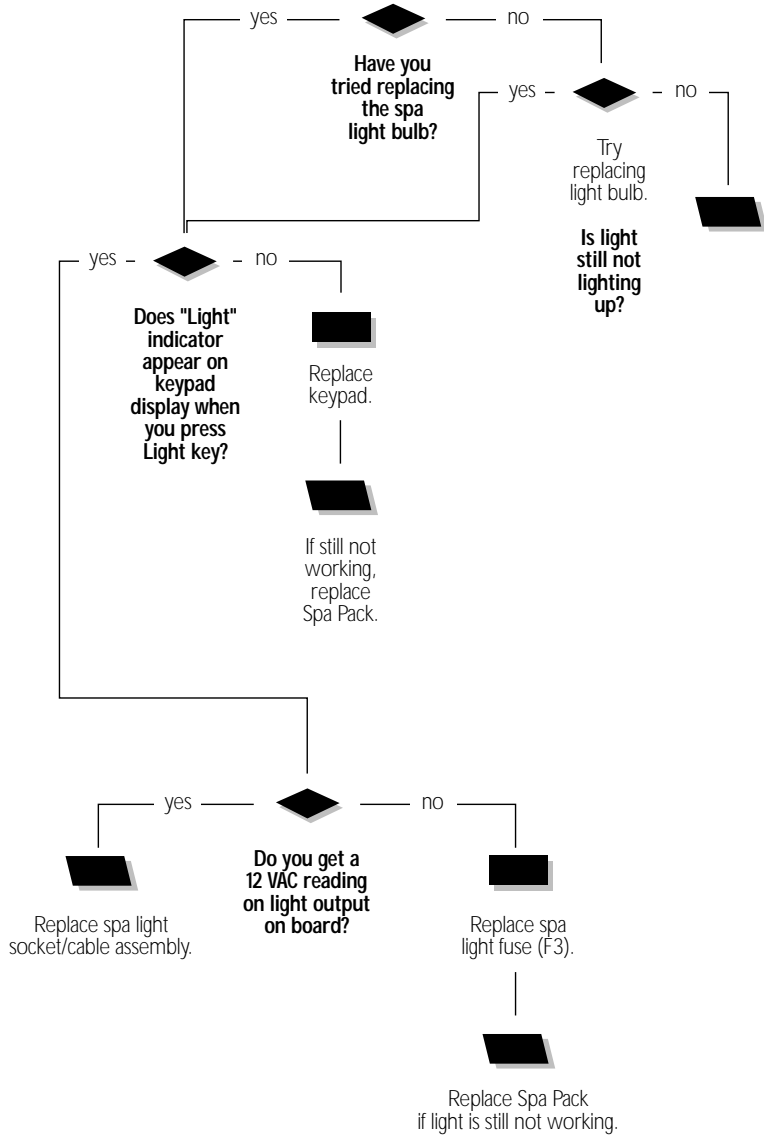 yes
no
Have you
tried replacing
the spa
light bulb?
yes
no
Try
replacing
light bulb.
Is light
still not
lighting
up?
yes
no
Does "Light"
indicator
appear on
keypad
display when
you press
Light key?
Replace
keypad.
If still not
working,
replace
Spa Pack.
yes
no
Do you get a
12 VAC reading
on light output
on board?
Replace spa light
socket/cable assembly.
Replace spa
light fuse (F3).
Replace Spa Pack
if light is still not working.